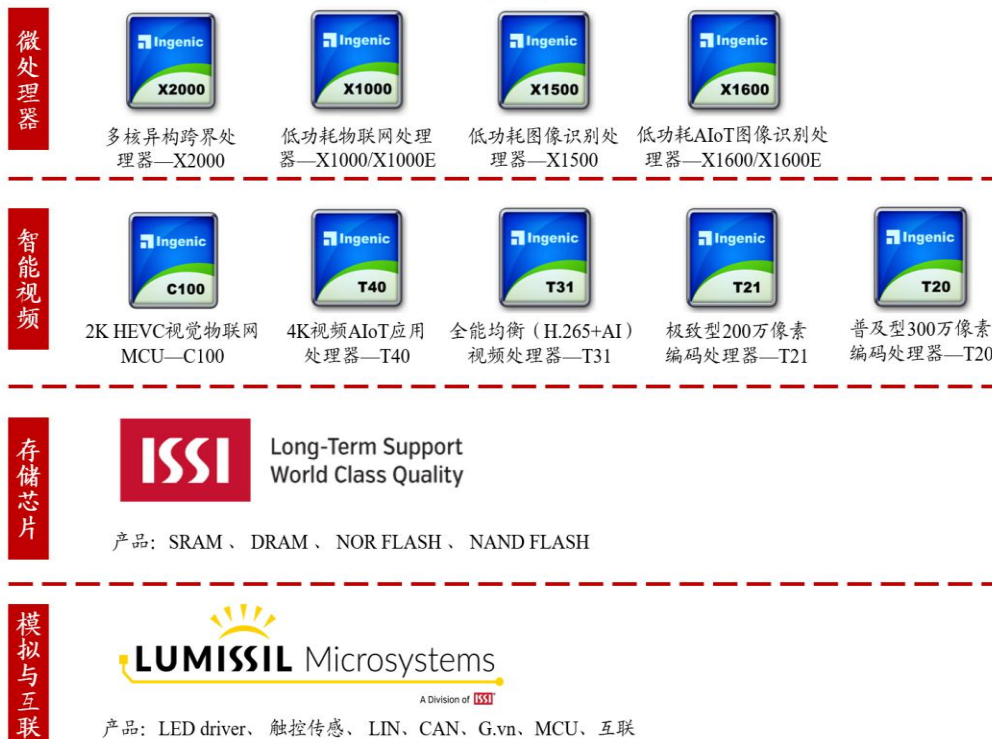 微处理器
Ingenic Ingenic Ingenic Ingenic
X2000 X1000 X1500 X1600
多核异构跨界处 低功耗物联网处理 低功耗图像识别处 低功耗AIoT图像识别处
理器—X2000 器—X1000/X1000E 理器—X1500 理器—X1600/X1600E
智能视频
Ingenic Ingenic Ingenic Ingenic Ingenic
C100 T40 T31 T21 T20
2K HEVC视觉物联网 4K视频AIoT应用 全能均衡（H.265+AI） 极致型200万像素 普及型300万像素
MCU—C100 处理器—T40 视频处理器—T31 编码处理器—T21 编码处理器—T20
存储芯片
ISSI
Long-Term Support
World Class Quality
产品：SRAM 、 DRAM 、 NOR FLASH 、 NAND FLASH
模拟与互联
LUMISSIL Microsystems
A Division of ISSI
产品：LED driver、 触控传感、 LIN、CAN、G.vn、MCU、互联